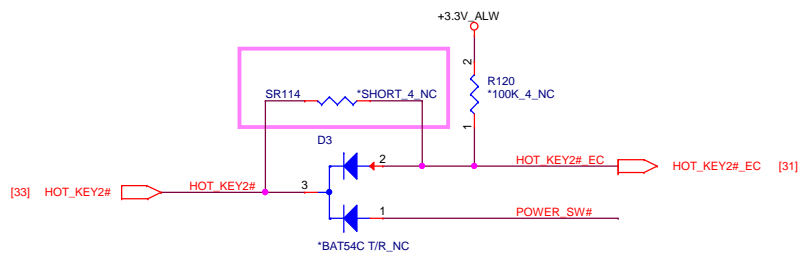 +3.3V_ALW
2
R120
*100K_4_NC
1
SR114 *SHORT_4_NC
D3
2 HOT_KEY2#_EC HOT_KEY2#_EC [31]
[33] HOT_KEY2# HOT_KEY2# 3
1 POWER_SW#
*BAT54C T/R_NC